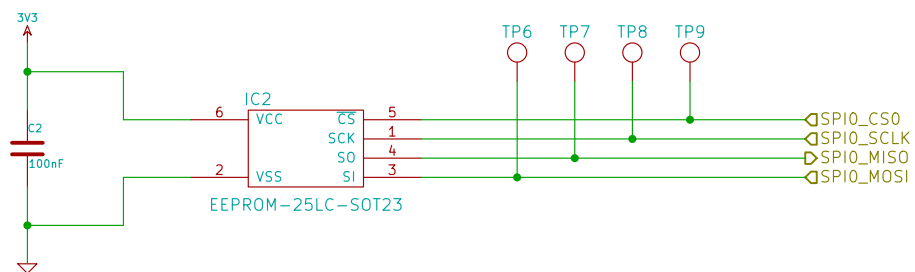 3V3
TP6 TP7 TP8 TP9
IC2
6 VCC CS 5 SPI0_CS0
C2 SCK 1 SPI0_SCLK
100nF SO 4 SPI0_MISO
2 VSS SI 3 SPI0_MOSI
EEPROM-25LC-SOT23